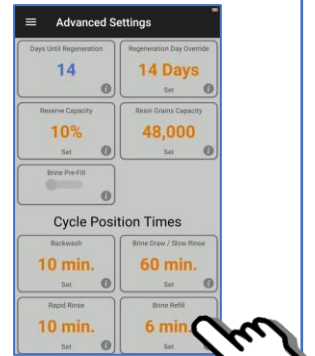 Advanced Settings
Days Until Regeneration
Regeneration Day Override
14
14 Days
Set
Reserve Capacity
Resin Grains Capacity
10%
48,000
Set
Set
Brine Pre-Fill
Cycle Position Times
Backwash
Brine Draw / Slow Rinse
10 min.
60 min.
Set
Set
Rapid Rinse
Brine Refill
10 min.
6 min.
Set
Set